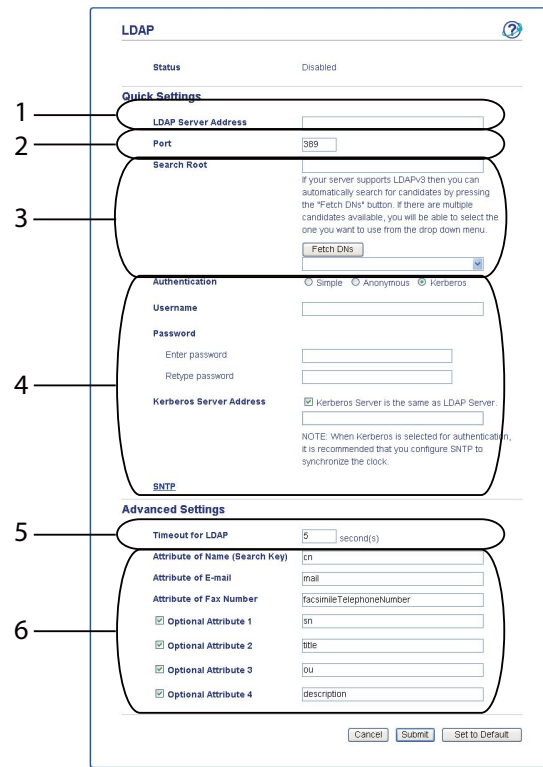 LDAP
Status Disabled
Quick Settings
1
LDAP Server Address
2
Port 389
Search Root
If your server supports LDAPv3 then you can
automatically search for candidates by pressing
the "Fetch DNs" button. If there are multiple
candidates available, you will be able to select the
one you want to use from the drop down menu.
3
Fetch DNs
Authentication Simple Anonymous Kerberos
Username
Password
Enter password
Retype password
4
Kerberos Server Address Kerberos Server is the same as LDAP Server.
NOTE: When Kerberos is selected for authentication,
it is recommended that you configure SNTP to
synchronize the clock.
SNTP
Advanced Settings
5
Timeout for LDAP 5 second(s)
Attribute of Name (Search Key) cn
Attribute of E-mail mail
Attribute of Fax Number facsimileTelephoneNumber
6
Optional Attribute 1 sn
Optional Attribute 2 title
Optional Attribute 3 ou
Optional Attribute 4 description
Cancel Submit Set to Default